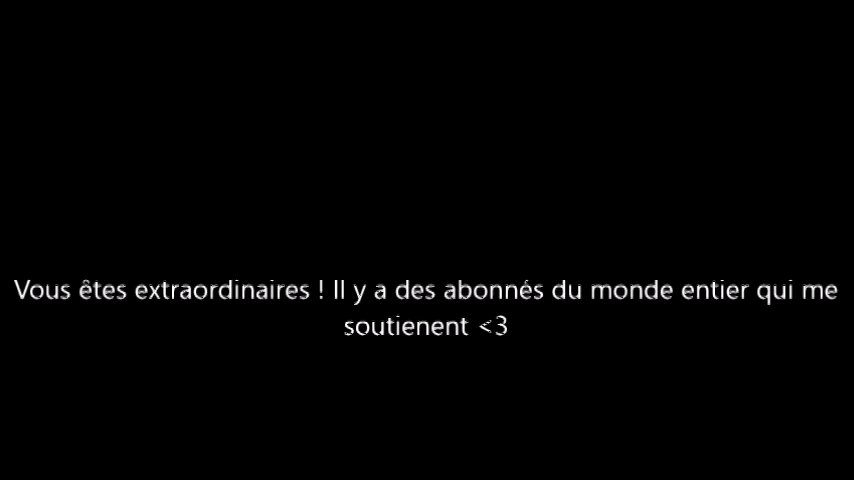 Vous êtes extraordinaires ! Il y a des abonnés du monde entier qui me
soutienent <3